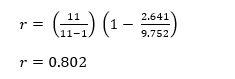 r = (11/(11−1)) (1 − 2.641/9.752)
r = 0.802